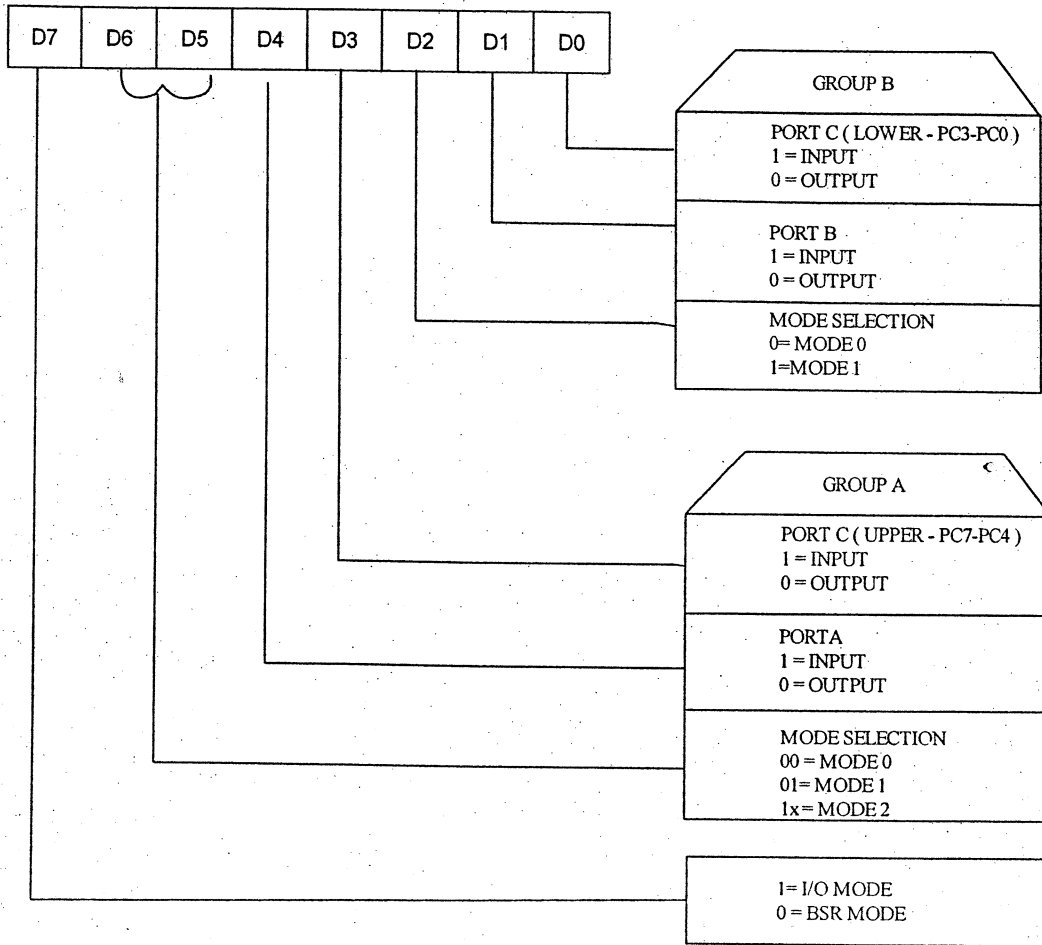 D7 D6 D5 D4 D3 D2 D1 D0
GROUP B
PORT C ( LOWER - PC3-PC0 )
1 = INPUT
0 = OUTPUT
PORT B
1 = INPUT
0 = OUTPUT
MODE SELECTION
0= MODE 0
1=MODE 1
GROUP A
PORT C ( UPPER - PC7-PC4 )
1 = INPUT
0 = OUTPUT
PORT A
1 = INPUT
0 = OUTPUT
MODE SELECTION
00 = MODE 0
01= MODE 1
1x= MODE 2
1= I/O MODE
0 = BSR MODE